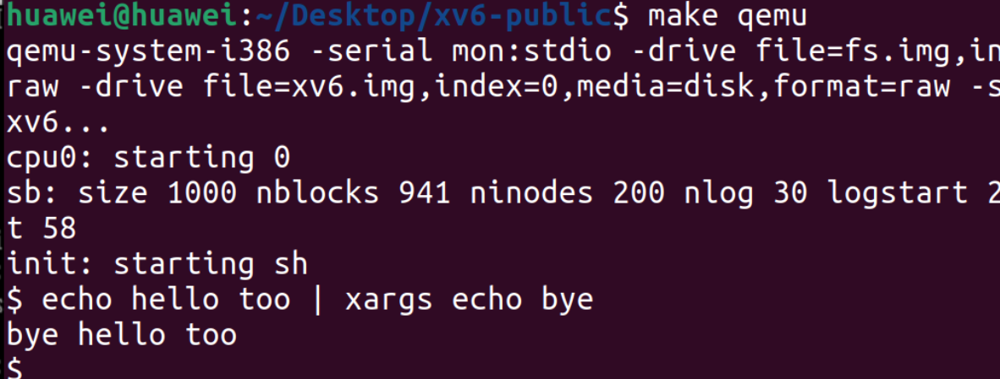 huawei@huawei:~/Desktop/xv6-public$ make qemu
qemu-system-i386 -serial mon:stdio -drive file=fs.img,in
raw -drive file=xv6.img,index=0,media=disk,format=raw -s
xv6...
cpu0: starting 0
sb: size 1000 nblocks 941 ninodes 200 nlog 30 logstart 2
t 58
init: starting sh
$ echo hello too | xargs echo bye
bye hello too
$